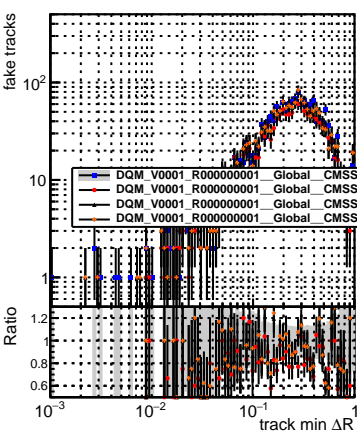 fake tracks
10²
10
1
DQM_V0001_R000000001__Global__CMSS
DQM_V0001_R000000001__Global__CMSS
DQM_V0001_R000000001__Global__CMSS
DQM_V0001_R000000001__Global__CMSS
Ratio
1.2
1
0.8
0.6
10⁻³ 10⁻² 10⁻¹ 1
track min ΔR